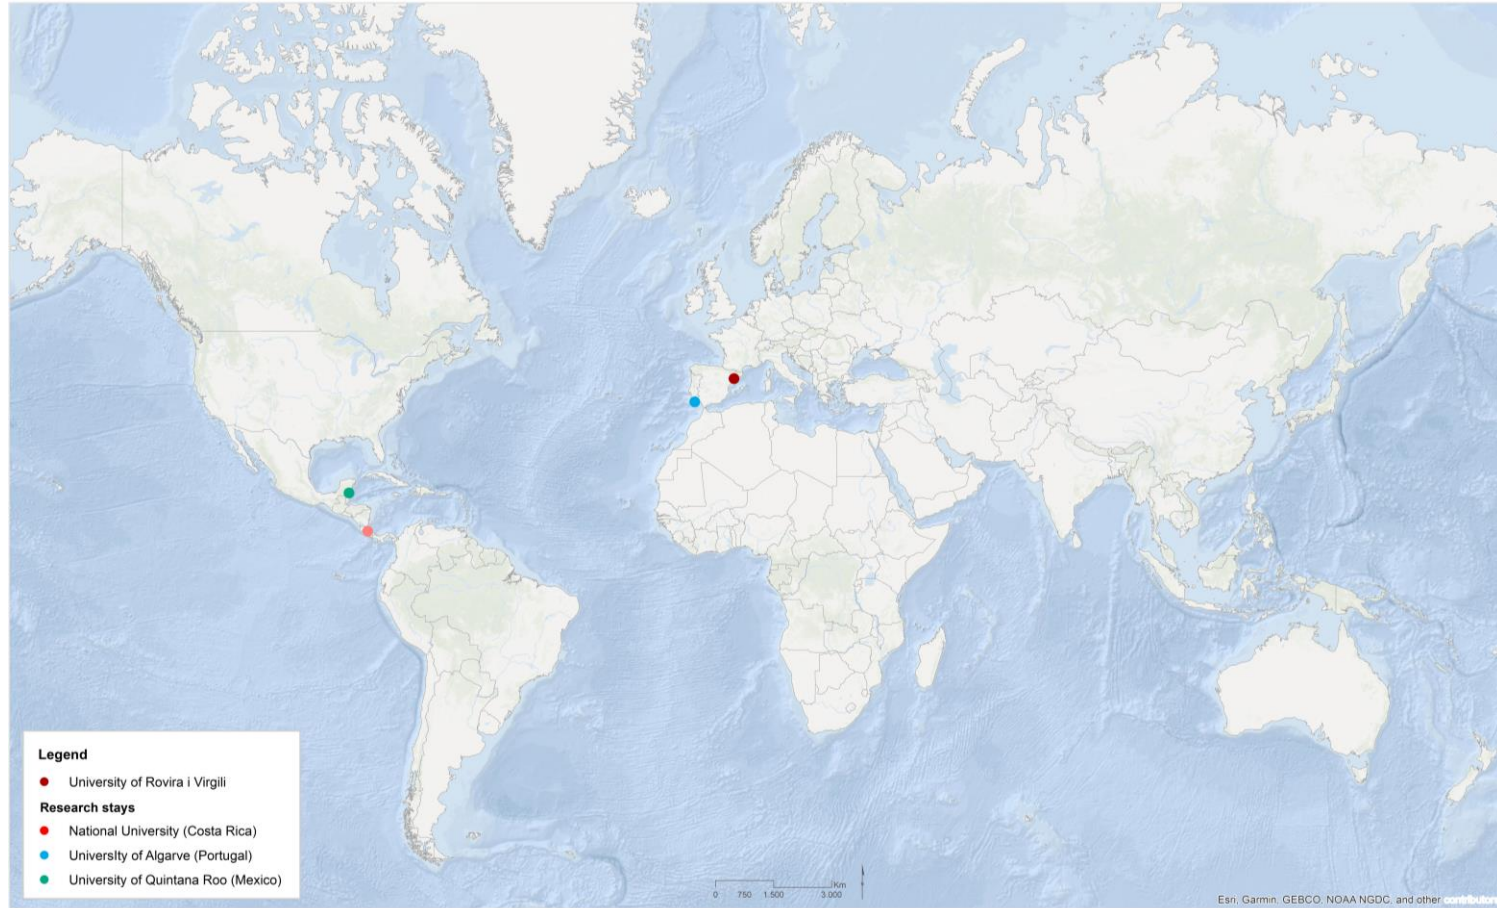 Legend
University of Rovira i Virgili
Research stays
National University (Costa Rica)
UniversIty of Algarve (Portugal)
University of Quintana Roo (Mexico)
Km
0 750 1.500 3.000
Esri, Garmin, GEBCO, NOAA NGDC, and other contributors